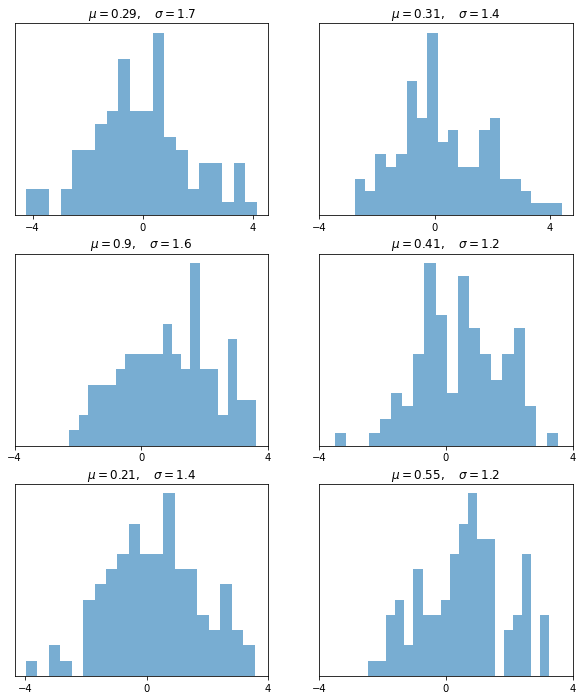 μ = 0.29, σ = 1.7
μ = 0.31, σ = 1.4
−4 0 4
−4 0 4
μ = 0.9, σ = 1.6
μ = 0.41, σ = 1.2
−4 0 4
−4 0 4
μ = 0.21, σ = 1.4
μ = 0.55, σ = 1.2
−4 0 4
−4 0 4